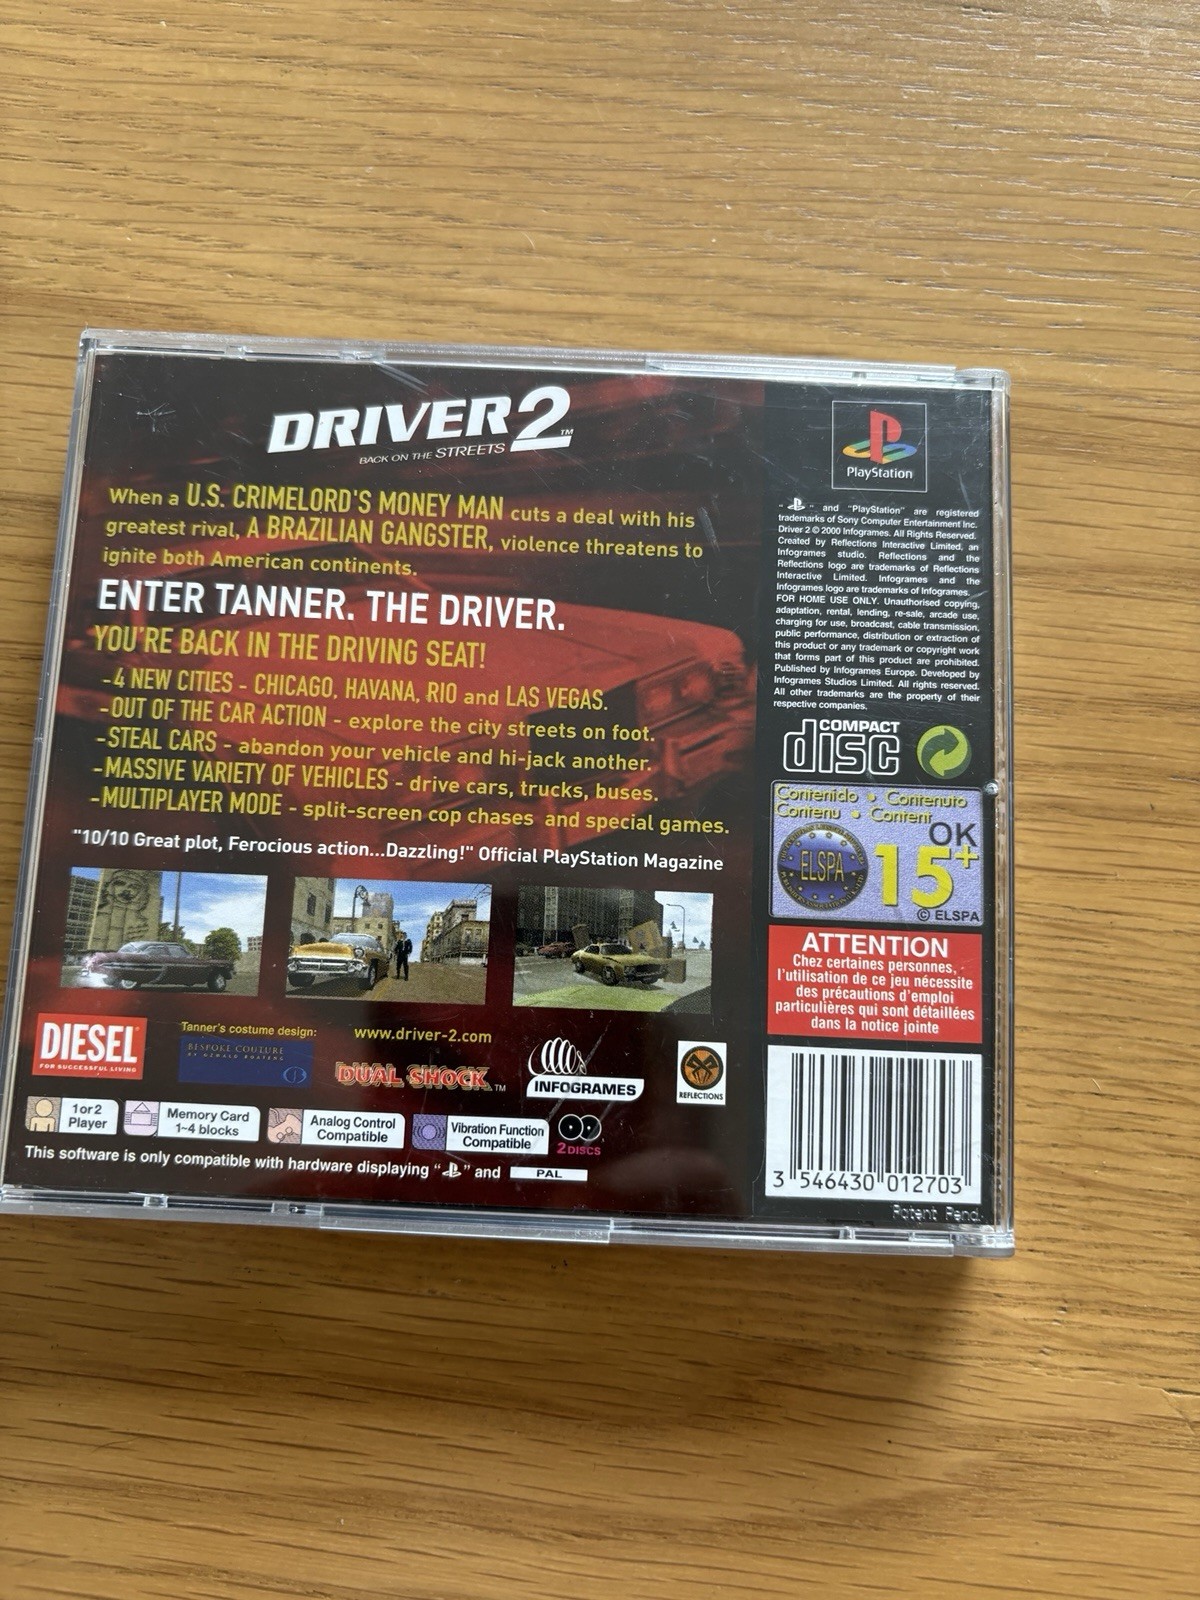 DRIVER 2™
BACK ON THE STREETS
When a U.S. CRIMELORD'S MONEY MAN cuts a deal with his
greatest rival, A BRAZILIAN GANGSTER, violence threatens to
ignite both American continents.
ENTER TANNER. THE DRIVER.
YOU'RE BACK IN THE DRIVING SEAT!
-4 NEW CITIES - CHICAGO, HAVANA, RIO and LAS VEGAS.
-OUT OF THE CAR ACTION - explore the city streets on foot.
-STEAL CARS - abandon your vehicle and hi-jack another.
-MASSIVE VARIETY OF VEHICLES - drive cars, trucks, buses.
-MULTIPLAYER MODE - split-screen cop chases and special games.
"10/10 Great plot, Ferocious action...Dazzling!" Official PlayStation Magazine
DIESEL
FOR SUCCESSFUL LIVING
Tanner's costume design:
BESPOKE COUTURE
www.driver-2.com
DUAL SHOCK™
INFOGRAMES
REFLECTIONS
1 or 2
Player
Memory Card
1~4 blocks
Analog Control
Compatible
Vibration Function
Compatible
2 DISCS
This software is only compatible with hardware displaying " " and PAL
PlayStation
" " and "PlayStation" are registered
trademarks of Sony Computer Entertainment Inc.
Driver 2 © 2000 Infogrames. All Rights Reserved.
Created by Reflections Interactive Limited, an
Infogrames studio. Reflections and the
Reflections logo are trademarks of Reflections
Interactive Limited. Infogrames and the
Infogrames logo are trademarks of Infogrames.
FOR HOME USE ONLY. Unauthorised copying,
adaptation, rental, lending, re-sale, arcade use,
charging for use, broadcast, cable transmission,
public performance, distribution or extraction of
this product or any trademark or copyright work
that forms part of this product are prohibited.
Published by Infogrames Europe. Developed by
Infogrames Studios Limited. All rights reserved.
All other trademarks are the property of their
respective companies.
COMPACT
disc
Contenido • Contenuto
Contenu • Content
OK
ELSPA
15+
© ELSPA
ATTENTION
Chez certaines personnes,
l'utilisation de ce jeu nécessite
des précautions d'emploi
particulières qui sont détaillées
dans la notice jointe
3 546430 012703
Patent Pend.